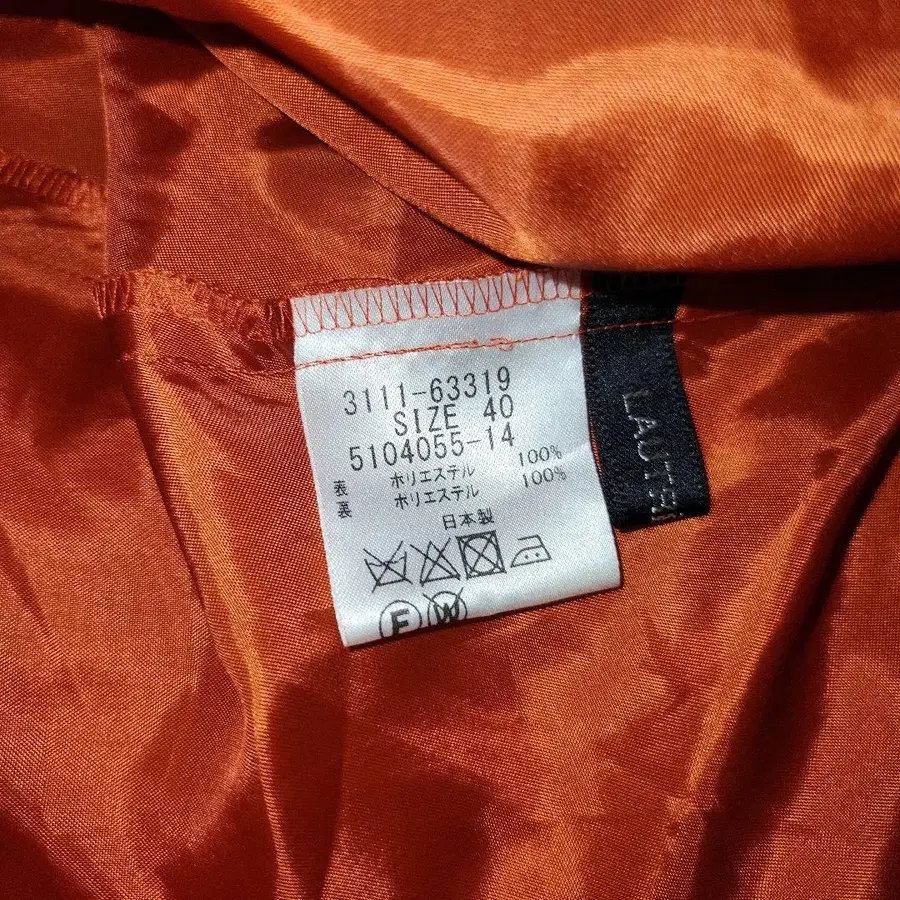 3111-63319
SIZE 40
5104055-14
表 ポリエステル 100%
裏 ポリエステル 100%
日本製
F W